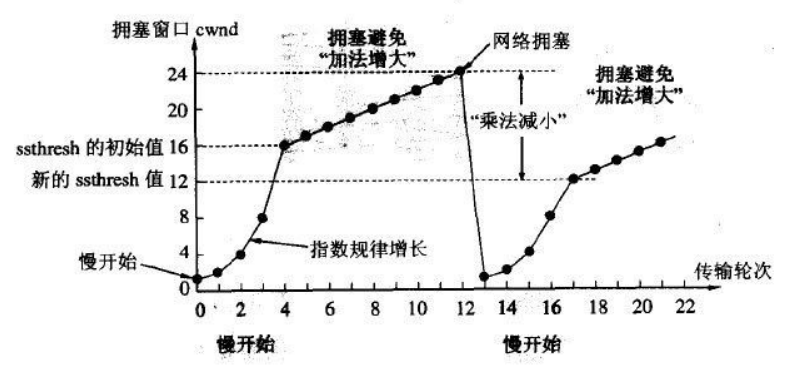 拥塞窗口 cwnd
拥塞避免
“加法增大”
网络拥塞
拥塞避免
“加法增大”
24
20
“乘法减小”
ssthresh 的初始值
16
新的 ssthresh 值
12
8
指数规律增长
4
慢开始
传输轮次
0
0 2 4 6 8 10 12 14 16 18 20 22
慢开始
慢开始